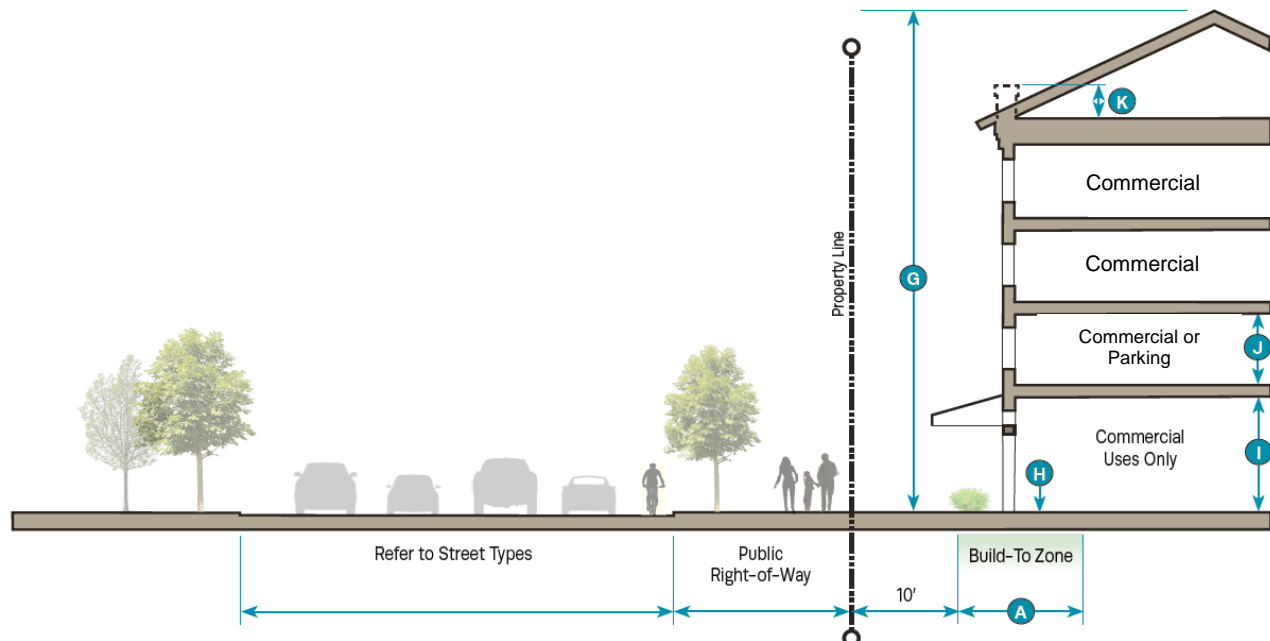 K
Commercial
Property Line
Commercial
G
Commercial or
Parking
J
Commercial
Uses Only
I
H
Refer to Street Types
Public
Right-of-Way
Build-To Zone
10'
A